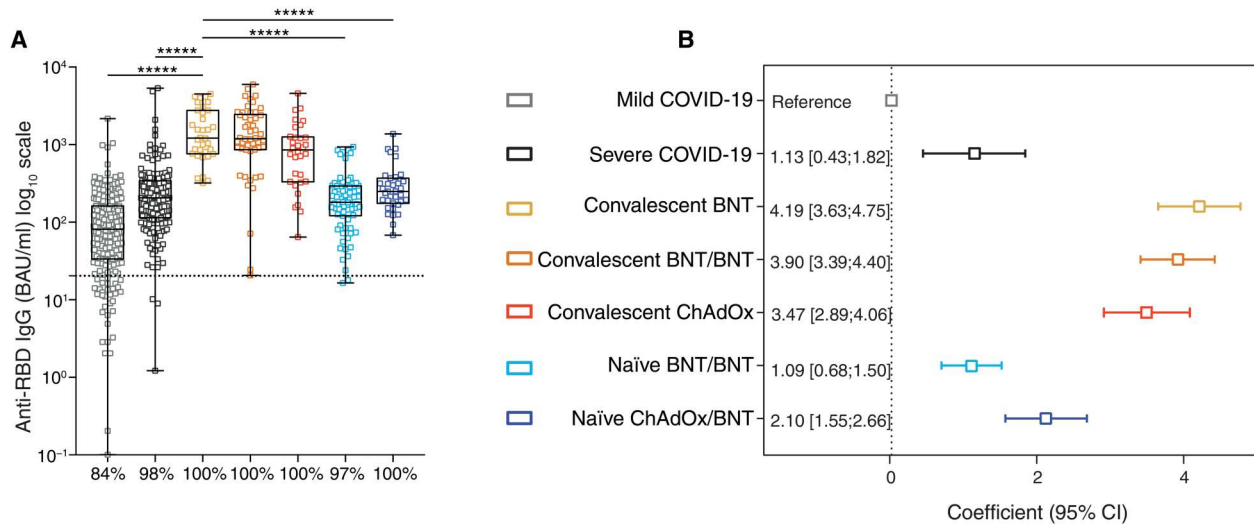 A
*****
*****
*****
*****
Anti-RBD IgG (BAU/ml) log10 scale
10⁴
10³
10²
10¹
10⁰
10⁻¹
84% 98% 100% 100% 100% 97% 100%
B
Mild COVID-19 Reference
Severe COVID-19 1.13 [0.43;1.82]
Convalescent BNT 4.19 [3.63;4.75]
Convalescent BNT/BNT 3.90 [3.39;4.40]
Convalescent ChAdOx 3.47 [2.89;4.06]
Naïve BNT/BNT 1.09 [0.68;1.50]
Naïve ChAdOx/BNT 2.10 [1.55;2.66]
0 2 4
Coefficient (95% CI)